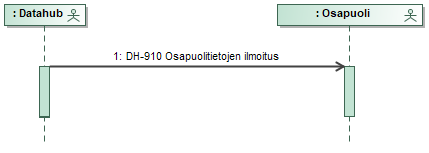 : Datahub
: Osapuoli
1: DH-910 Osapuolitietojen ilmoitus